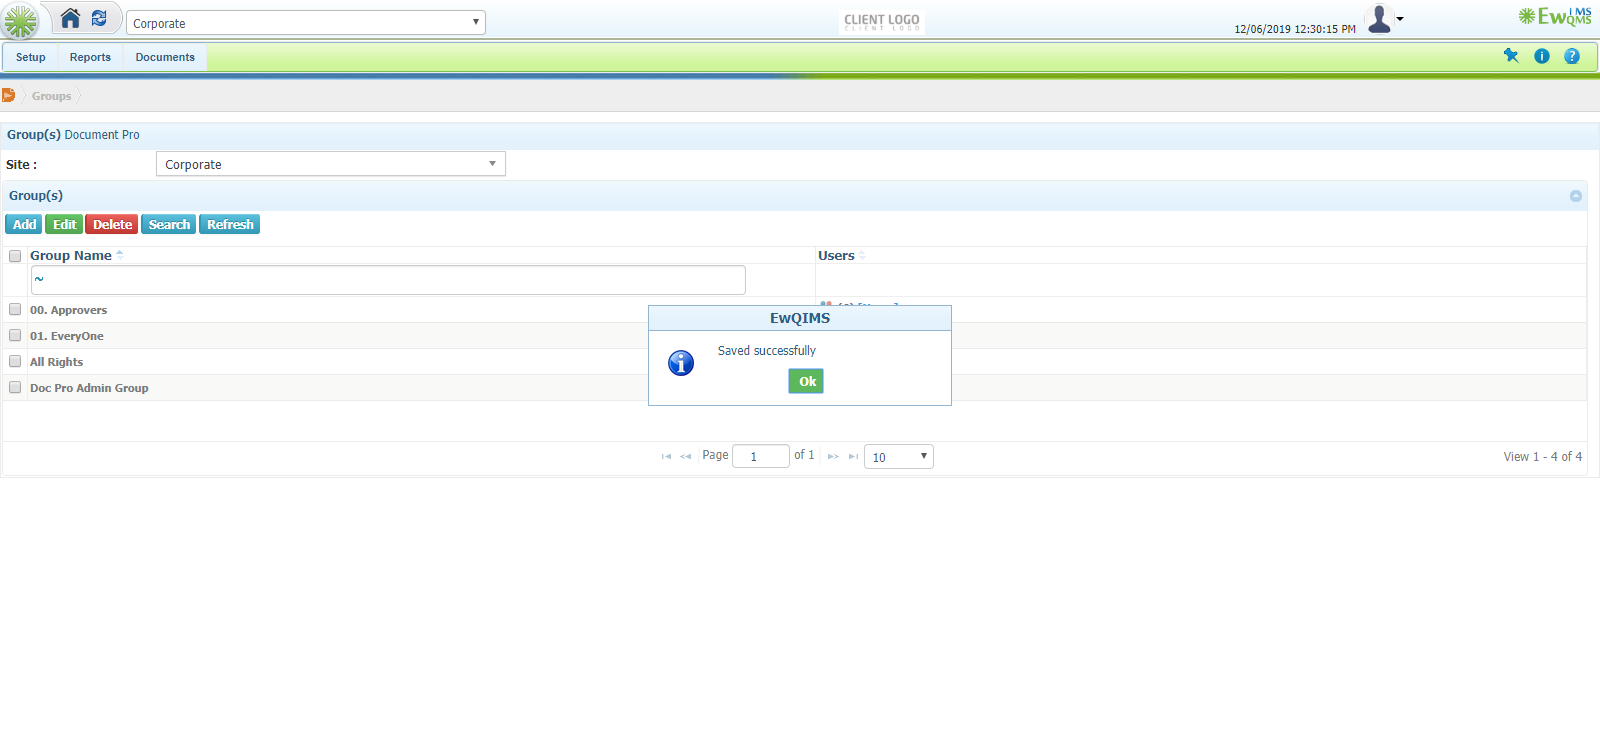 Corporate
CLIENT LOGO
CLIENT LOGO
12/06/2019 12:30:15 PM
EwQIMS
QMS
Setup Reports Documents
Groups
Group(s) Document Pro
Site : Corporate
Group(s)
Add Edit Delete Search Refresh
Group Name Users
~
00. Approvers
01. EveryOne
All Rights
Doc Pro Admin Group
EwQIMS
Saved successfully
Ok
Page 1 of 1 10 View 1 - 4 of 4